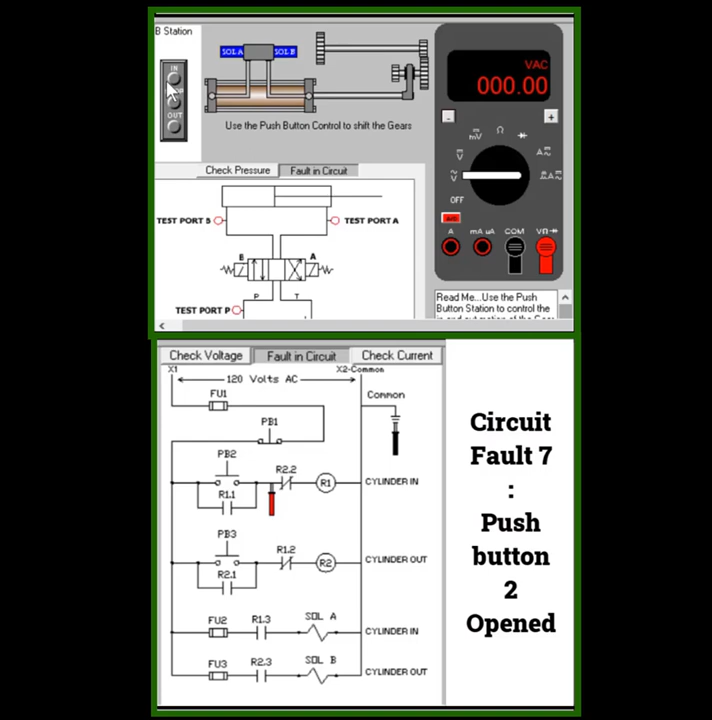 B Station
IN
OUT
SOL A
SOL B
Use the Push Button Control to shift the Gears
VAC
000.00
-
+
mV
Ω
V
A
V
OFF
A
mA uA
COM
VΩ
Check Pressure
Fault in Circuit
TEST PORT B
TEST PORT A
B
A
P
T
TEST PORT P
Read Me...Use the Push
Button Station to control the
Check Voltage
Fault in Circuit
Check Current
X1
X2-Common
120 Volts AC
FU1
Common
PB1
PB2
R2.2
R1.1
R1
CYLINDER IN
PB3
R1.2
R2.1
R2
CYLINDER OUT
FU2
R1.3
SOL A
CYLINDER IN
FU3
R2.3
SOL B
CYLINDER OUT
Circuit
Fault 7
:
Push
button
2
Opened